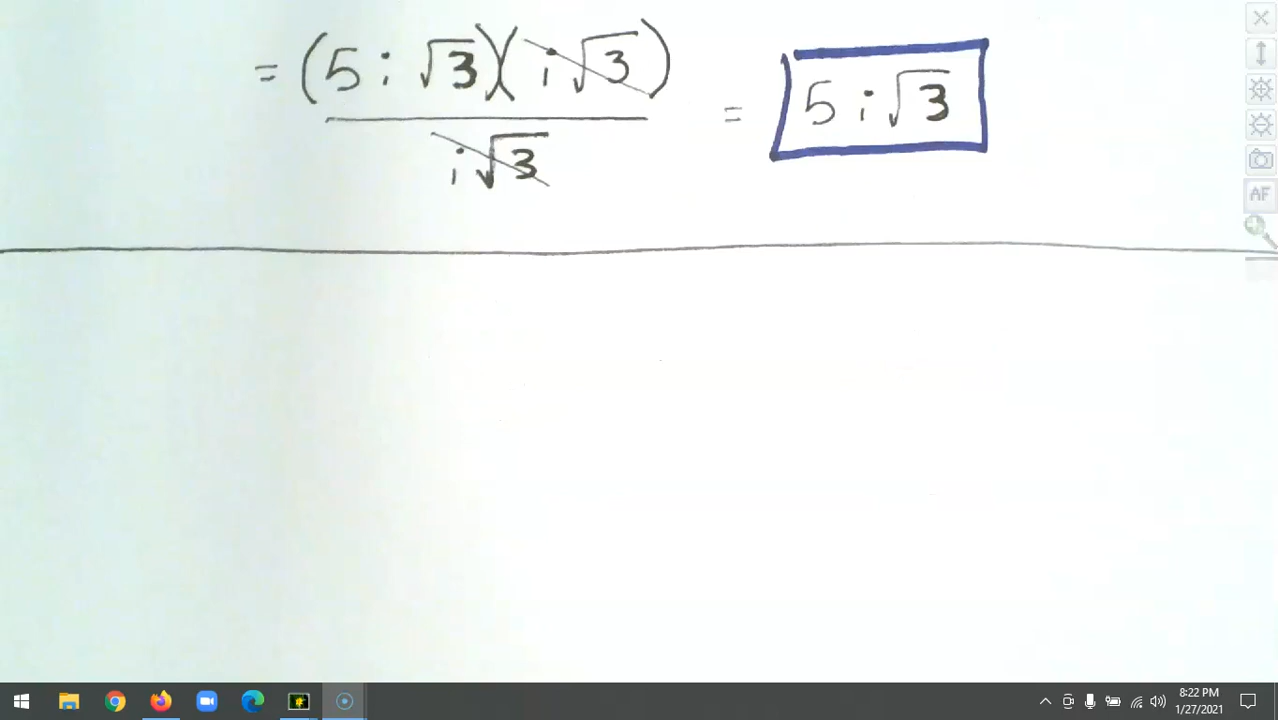 = (5 i √3)(i √3) / i √3 = 5 i √3
AF
8:22 PM
1/27/2021